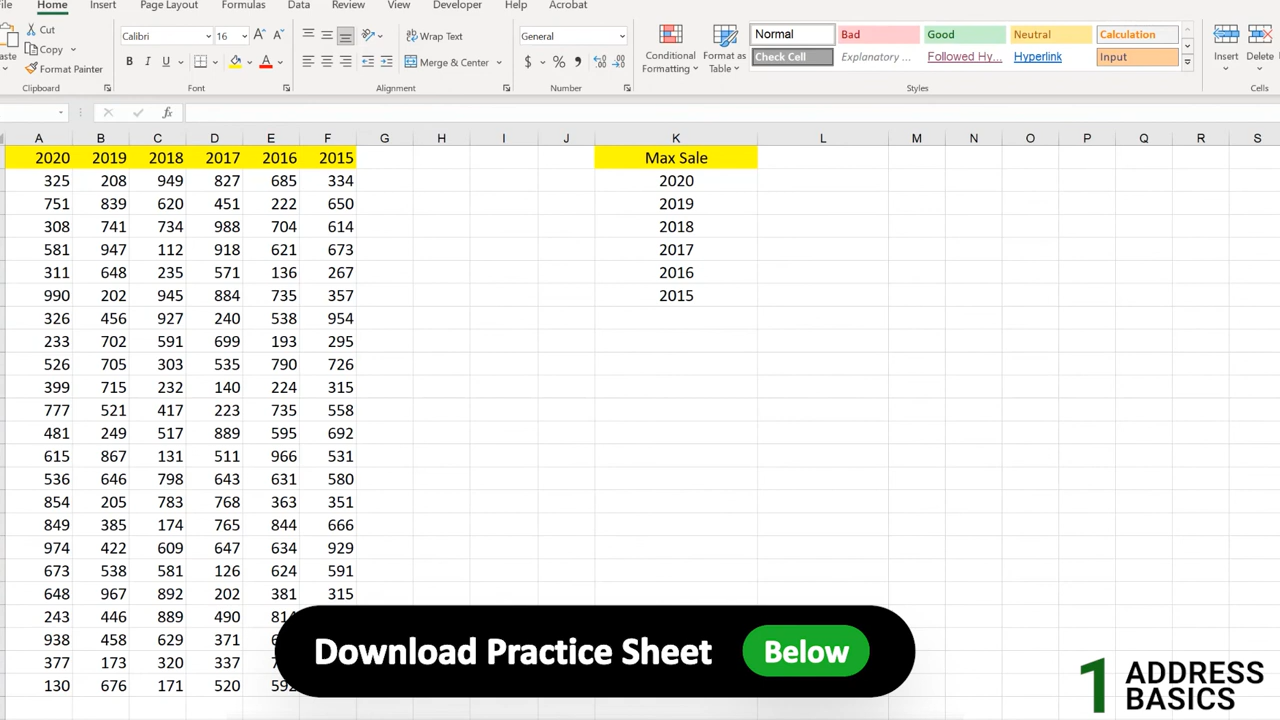 Home Insert Page Layout Formulas Data Review View Developer Help Acrobat
Cut
Copy
Format Painter
Clipboard
Calibri 16
B I U
Font
Wrap Text
Merge & Center
Alignment
General
$ % ,
Number
Conditional Formatting
Format as Table
Normal Bad Good Neutral Calculation
Check Cell Explanatory ... Followed Hy... Hyperlink Input
Styles
Insert Delete
Cells
fx
A B C D E F G H I J K L M N O P Q R S
2020 2019 2018 2017 2016 2015 Max Sale
325 208 949 827 685 334 2020
751 839 620 451 222 650 2019
308 741 734 988 704 614 2018
581 947 112 918 621 673 2017
311 648 235 571 136 267 2016
990 202 945 884 735 357 2015
326 456 927 240 538 954
233 702 591 699 193 295
526 705 303 535 790 726
399 715 232 140 224 315
777 521 417 223 735 558
481 249 517 889 595 692
615 867 131 511 966 531
536 646 798 643 631 580
854 205 783 768 363 351
849 385 174 765 844 666
974 422 609 647 634 929
673 538 581 126 624 591
648 967 892 202 381 315
243 446 889 490
938 458 629 371
377 173 320 337
130 676 171 520
Download Practice Sheet Below
1 ADDRESS
BASICS